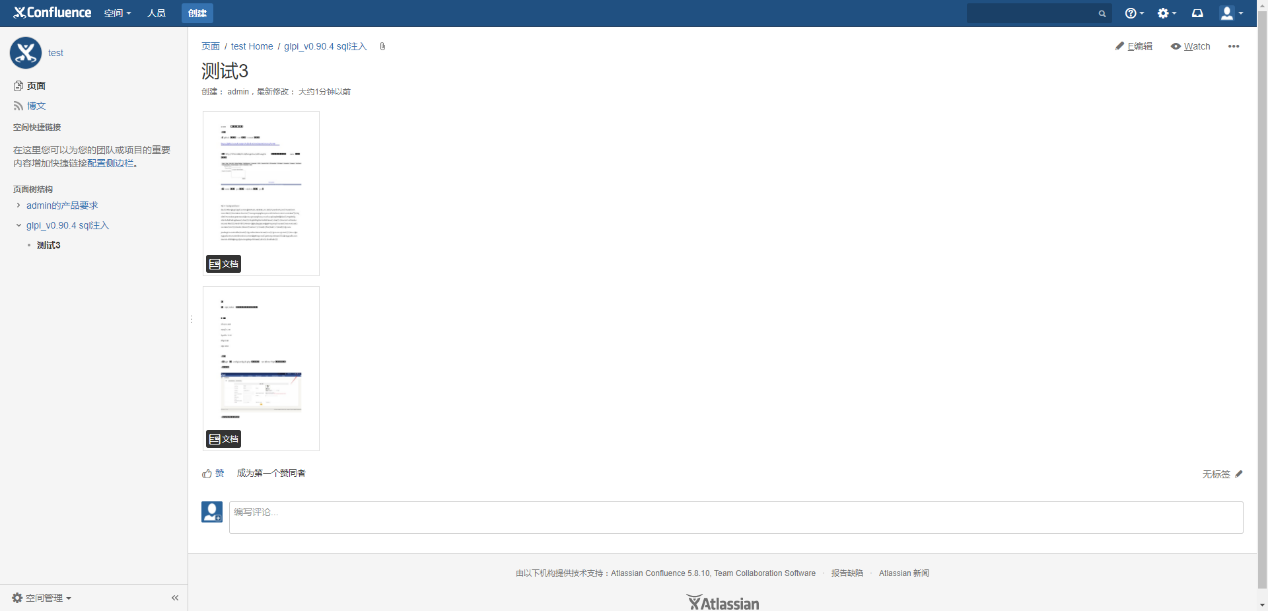 Confluence 空间 人员 创建
test
页面
博文
空间快捷链接
在这里您可以为您的团队或项目的重要
内容增加快捷链接配置侧边栏。
页面树结构
admin的产品要求
glpi_v0.90.4 sql注入
测试3
空间管理
页面 / test Home / glpi_v0.90.4 sql注入
E编辑 Watch
测试3
创建： admin，最新修改： 大约1分钟以前
文档
文档
赞 成为第一个赞同者
无标签
编写评论...
由以下机构提供技术支持：Atlassian Confluence 5.8.10, Team Collaboration Software · 报告缺陷 · Atlassian 新闻
Atlassian